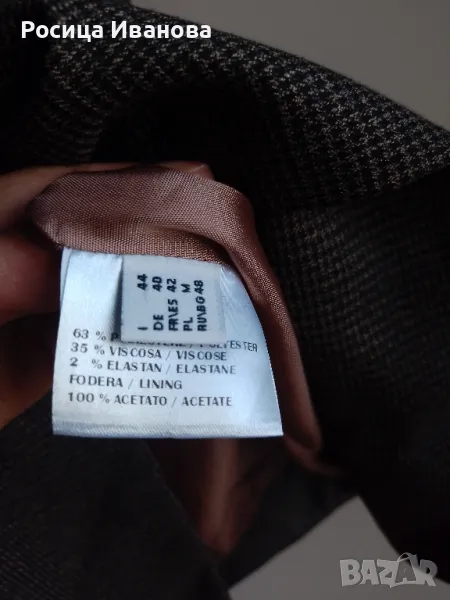 Росица Иванова
I 44
DE 40
FR\ES 42
PL M
RU\BG 48
63 % POLYESTER
35 % VISCOSA / VISCOSE
2 % ELASTAN / ELASTANE
FODERA / LINING
100 % ACETATO / ACETATE
BAZAR